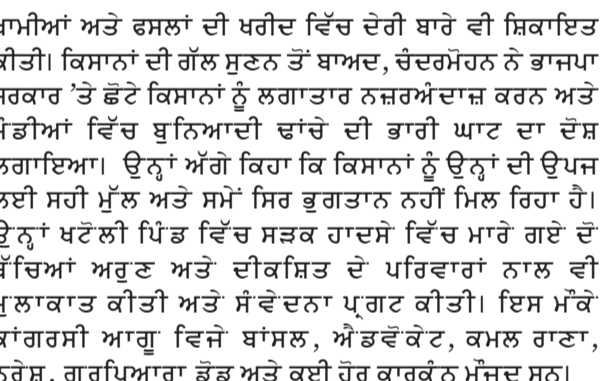 ਖਾਮੀਆਂ ਅਤੇ ਫਸਲਾਂ ਦੀ ਖਰੀਦ ਵਿੱਚ ਦੇਰੀ ਬਾਰੇ ਵੀ ਸ਼ਿਕਾਇਤ
ਕੀਤੀ। ਕਿਸਾਨਾਂ ਦੀ ਗੱਲ ਸੁਣਨ ਤੋਂ ਬਾਅਦ, ਚੰਦਰਮੋਹਨ ਨੇ ਭਾਜਪਾ
ਸਰਕਾਰ ’ਤੇ ਛੋਟੇ ਕਿਸਾਨਾਂ ਨੂੰ ਲਗਾਤਾਰ ਨਜ਼ਰਅੰਦਾਜ਼ ਕਰਨ ਅਤੇ
ਮੰਡੀਆਂ ਵਿੱਚ ਬੁਨਿਆਦੀ ਢਾਂਚੇ ਦੀ ਭਾਰੀ ਘਾਟ ਦਾ ਦੋਸ਼
ਲਗਾਇਆ। ਉਨ੍ਹਾਂ ਅੱਗੇ ਕਿਹਾ ਕਿ ਕਿਸਾਨਾਂ ਨੂੰ ਉਨ੍ਹਾਂ ਦੀ ਉਪਜ
ਲਈ ਸਹੀ ਮੁੱਲ ਅਤੇ ਸਮੇਂ ਸਿਰ ਭੁਗਤਾਨ ਨਹੀਂ ਮਿਲ ਰਿਹਾ ਹੈ।
ਉਨ੍ਹਾਂ ਖਟੋਲੀ ਪਿੰਡ ਵਿੱਚ ਸੜਕ ਹਾਦਸੇ ਵਿੱਚ ਮਾਰੇ ਗਏ ਦੋ
ਬੱਚਿਆਂ ਅਰੁਣ ਅਤੇ ਦੀਕਸ਼ਿਤ ਦੇ ਪਰਿਵਾਰਾਂ ਨਾਲ ਵੀ
ਮੁਲਾਕਾਤ ਕੀਤੀ ਅਤੇ ਸੰਵੇਦਨਾ ਪ੍ਰਗਟ ਕੀਤੀ। ਇਸ ਮੌਕੇ
ਕਾਂਗਰਸੀ ਆਗੂ ਵਿਜੇ ਬਾਂਸਲ, ਐਡਵੋਕੇਟ, ਕਮਲ ਰਾਣਾ,
ਨਰੇਸ਼, ਗੁਰਪਿਆਰਾ ਡੋਡ ਅਤੇ ਕਈ ਹੋਰ ਕਾਰਕੁੰਨ ਮੌਜੂਦ ਸਨ।